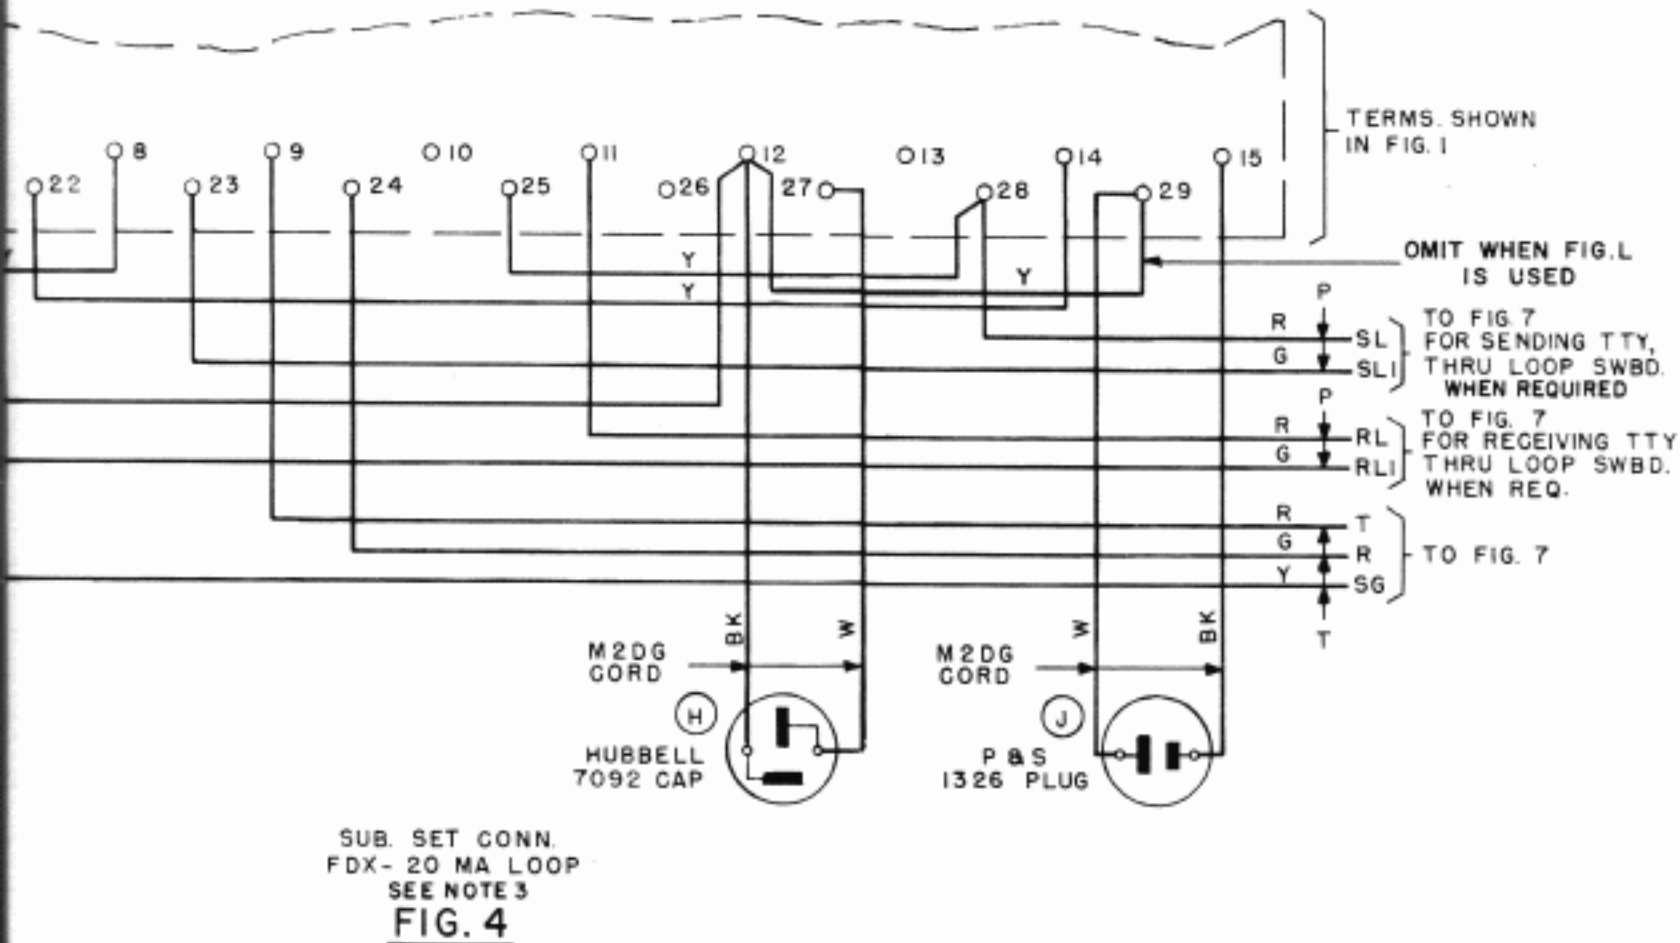 TERMS. SHOWN
IN FIG. 1
8
9
10
11
12
13
14
15
22
23
24
25
26
27
28
29
OMIT WHEN FIG. L
IS USED
Y
Y
Y
P
R
SL
G
SL1
TO FIG. 7
FOR SENDING TTY,
THRU LOOP SWBD.
WHEN REQUIRED
P
R
RL
G
RL1
TO FIG. 7
FOR RECEIVING TTY
THRU LOOP SWBD.
WHEN REQ.
R
T
G
R
Y
SG
TO FIG. 7
T
BK
W
W
BK
M2DG
CORD
M2DG
CORD
H
J
HUBBELL
7092 CAP
P & S
1326 PLUG
SUB. SET CONN.
FDX- 20 MA LOOP
SEE NOTE 3
FIG. 4